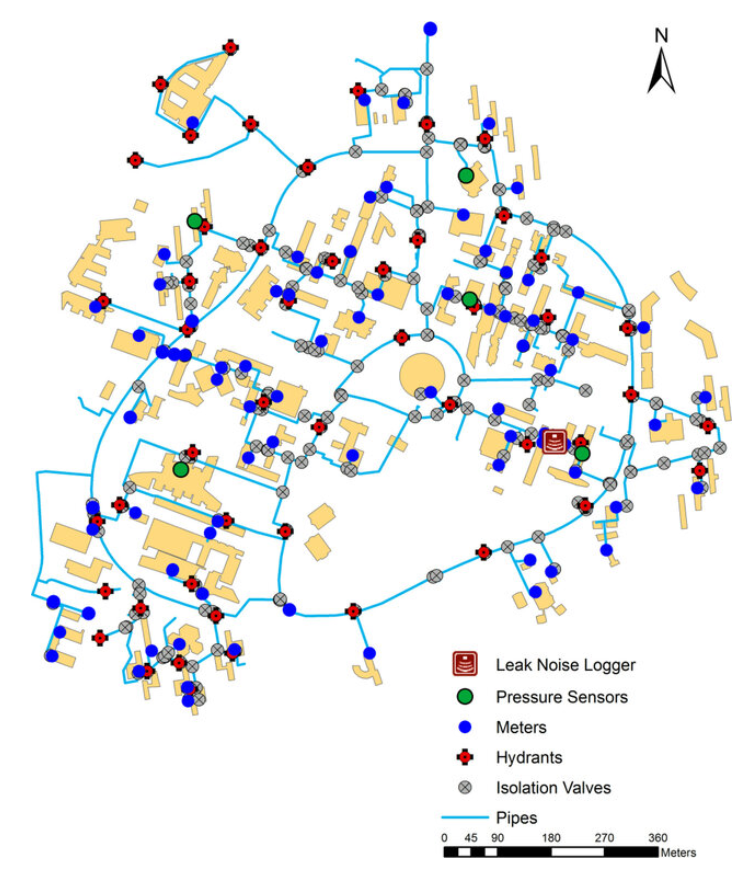 N
Leak Noise Logger
Pressure Sensors
Meters
Hydrants
Isolation Valves
Pipes
0 45 90 180 270 360
Meters